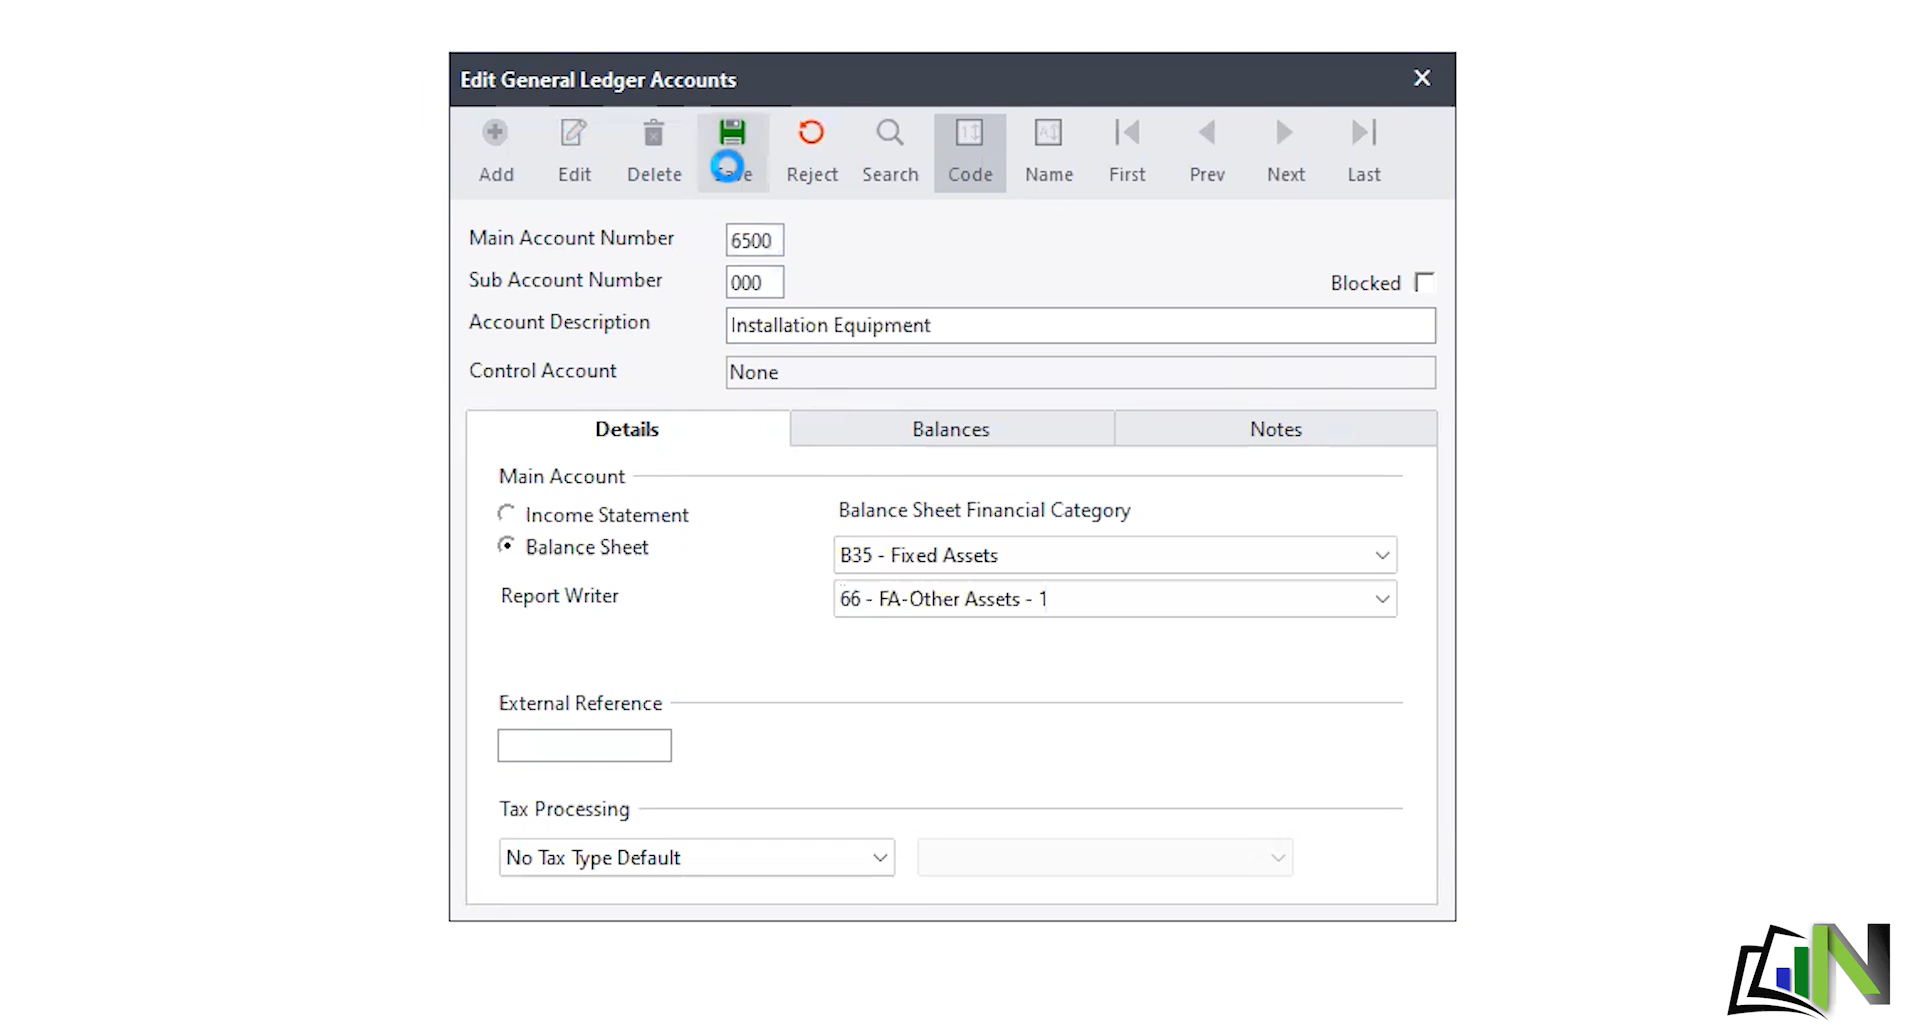 Edit General Ledger Accounts
Add Edit Delete Save Reject Search Code Name First Prev Next Last
Main Account Number 6500
Sub Account Number 000
Blocked
Account Description Installation Equipment
Control Account None
Details Balances Notes
Main Account
Income Statement
Balance Sheet Financial Category
Balance Sheet
B35 - Fixed Assets
Report Writer
66 - FA-Other Assets - 1
External Reference
Tax Processing
No Tax Type Default
N